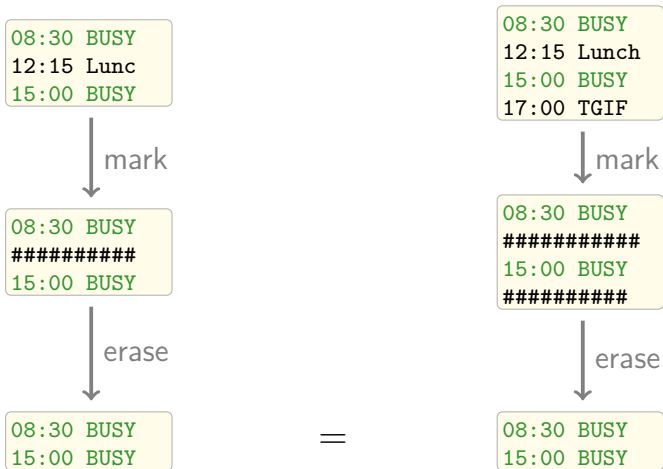 08:30 BUSY
12:15 Lunc
15:00 BUSY
mark
08:30 BUSY
##########
15:00 BUSY
erase
08:30 BUSY
15:00 BUSY
=
08:30 BUSY
12:15 Lunch
15:00 BUSY
17:00 TGIF
mark
08:30 BUSY
###########
15:00 BUSY
##########
erase
08:30 BUSY
15:00 BUSY